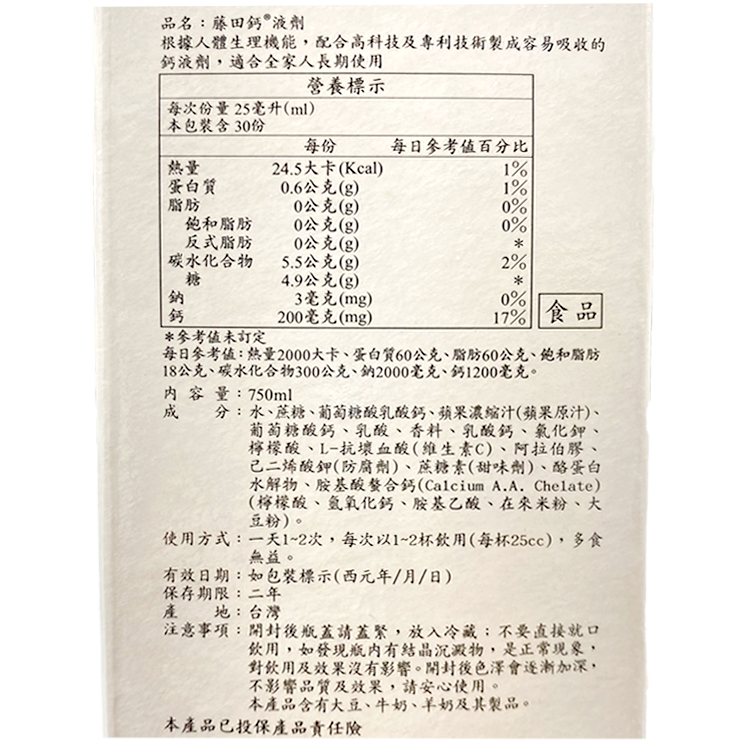 品名：藤田鈣®液劑
根據人體生理機能，配合高科技及專利技術製成容易吸收的
鈣液劑，適合全家人長期使用
營養標示
每次份量 25毫升(ml)
本包裝含 30份
每份 每日參考值百分比
熱量 24.5大卡(Kcal) 1%
蛋白質 0.6公克(g) 1%
脂肪 0公克(g) 0%
飽和脂肪 0公克(g) 0%
反式脂肪 0公克(g) *
碳水化合物 5.5公克(g) 2%
糖 4.9公克(g) *
鈉 3毫克(mg) 0%
鈣 200毫克(mg) 17%
食品
*參考值未訂定
每日參考值：熱量2000大卡、蛋白質60公克、脂肪60公克、飽和脂肪
18公克、碳水化合物300公克、鈉2000毫克、鈣1200毫克。
內容量：750ml
成分：水、蔗糖、葡萄糖酸乳酸鈣、蘋果濃縮汁(蘋果原汁)、
葡萄糖酸鈣、乳酸、香料、乳酸鈣、氯化鉀、
檸檬酸、L-抗壞血酸(維生素C)、阿拉伯膠、
己二烯酸鉀(防腐劑)、蔗糖素(甜味劑)、酪蛋白
水解物、胺基酸螯合鈣(Calcium A.A. Chelate)
(檸檬酸、氫氧化鈣、胺基乙酸、在來米粉、大
豆粉)。
使用方式：一天1~2次，每次以1~2杯飲用(每杯25cc)，多食
無益。
有效日期：如包裝標示(西元年/月/日)
保存期限：二年
產地：台灣
注意事項：開封後瓶蓋請蓋緊，放入冷藏；不要直接就口
飲用，如發現瓶內有結晶沉澱物，是正常現象，
對飲用及效果沒有影響。開封後色澤會逐漸加深，
不影響品質及效果，請安心使用。
本產品含有大豆、牛奶、羊奶及其製品。
本產品已投保產品責任險